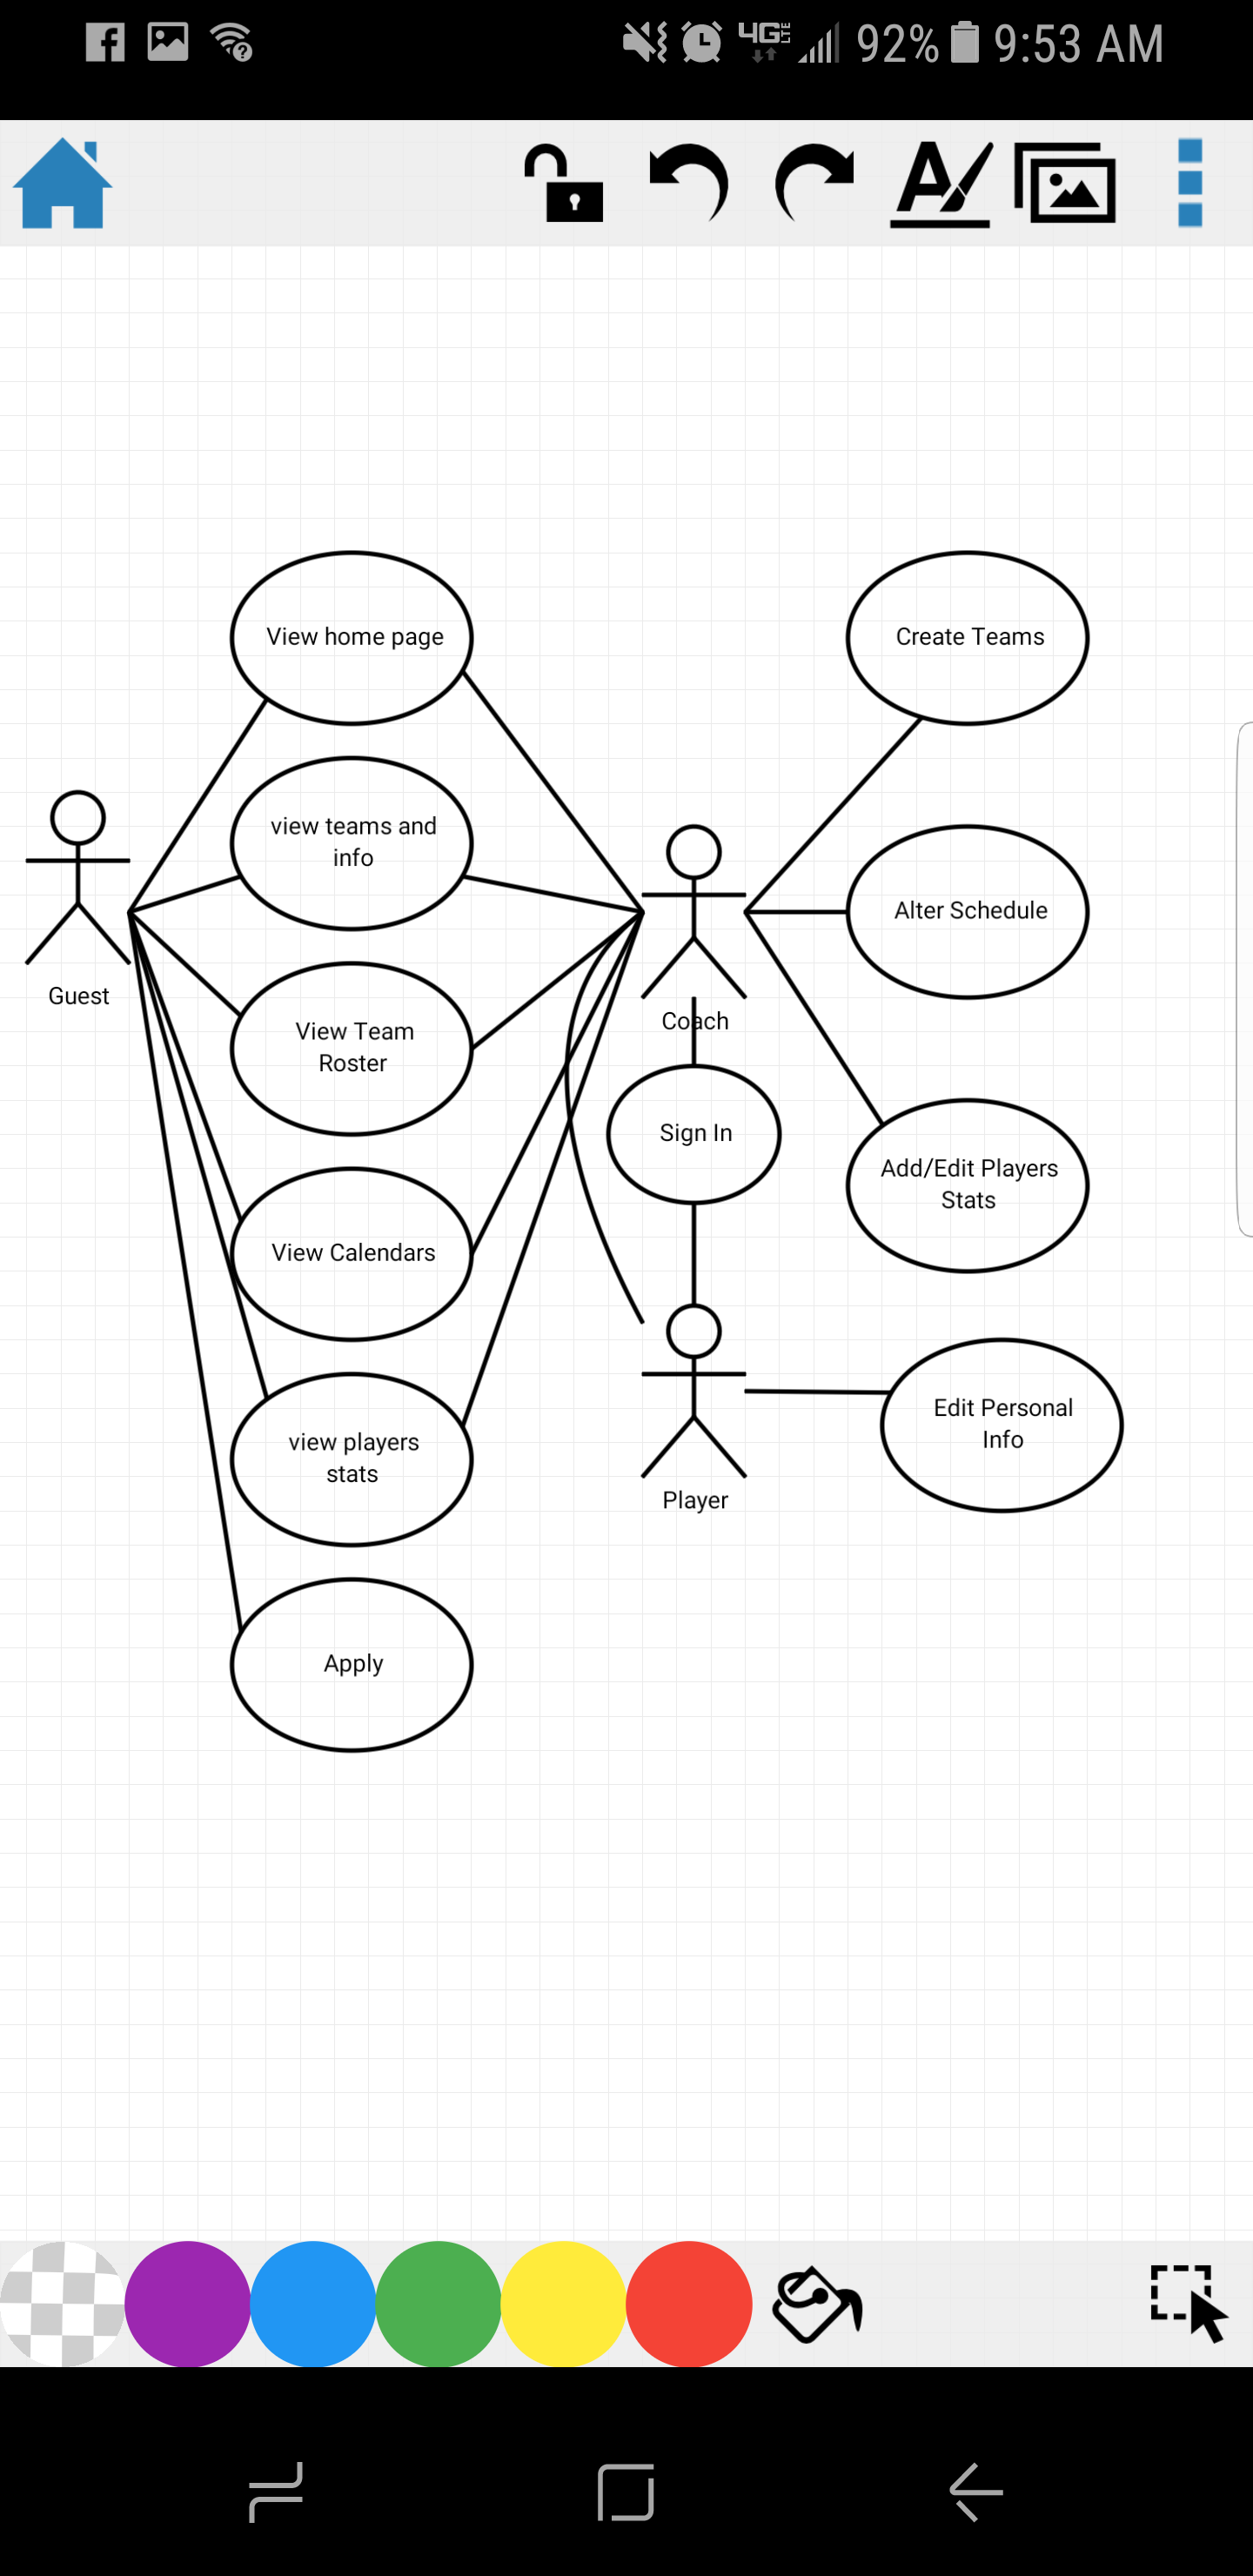 4G LTE 92% 9:53 AM
View home page
Create Teams
view teams and
info
Alter Schedule
Guest
Coach
View Team
Roster
Sign In
Add/Edit Players
Stats
View Calendars
Edit Personal
Info
view players
stats
Player
Apply